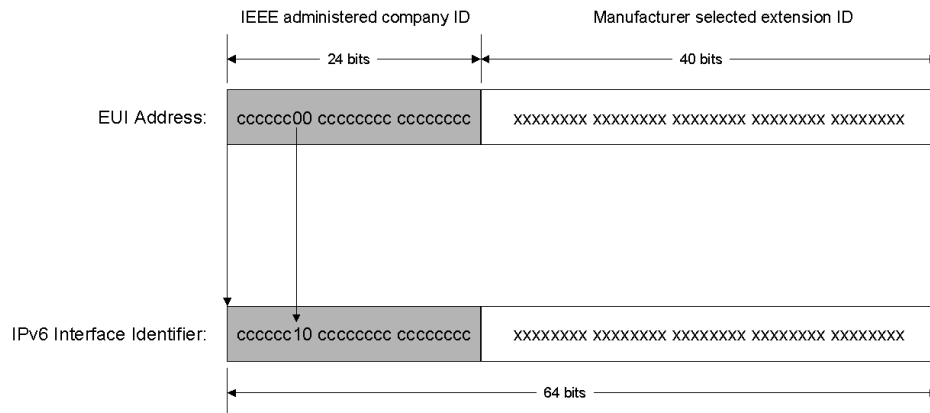 IEEE administered company ID
Manufacturer selected extension ID
24 bits
40 bits
EUI Address:
cccccc00 cccccccc cccccccc
xxxxxxxx xxxxxxxx xxxxxxxx xxxxxxxx xxxxxxxx
IPv6 Interface Identifier:
cccccc10 cccccccc cccccccc
xxxxxxxx xxxxxxxx xxxxxxxx xxxxxxxx xxxxxxxx
64 bits